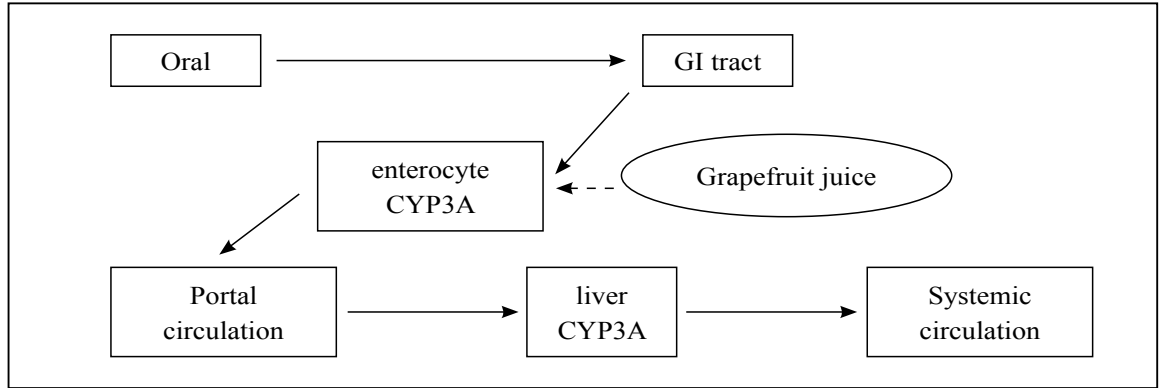 Oral
GI tract
enterocyte
CYP3A
Grapefruit juice
Portal
circulation
liver
CYP3A
Systemic
circulation